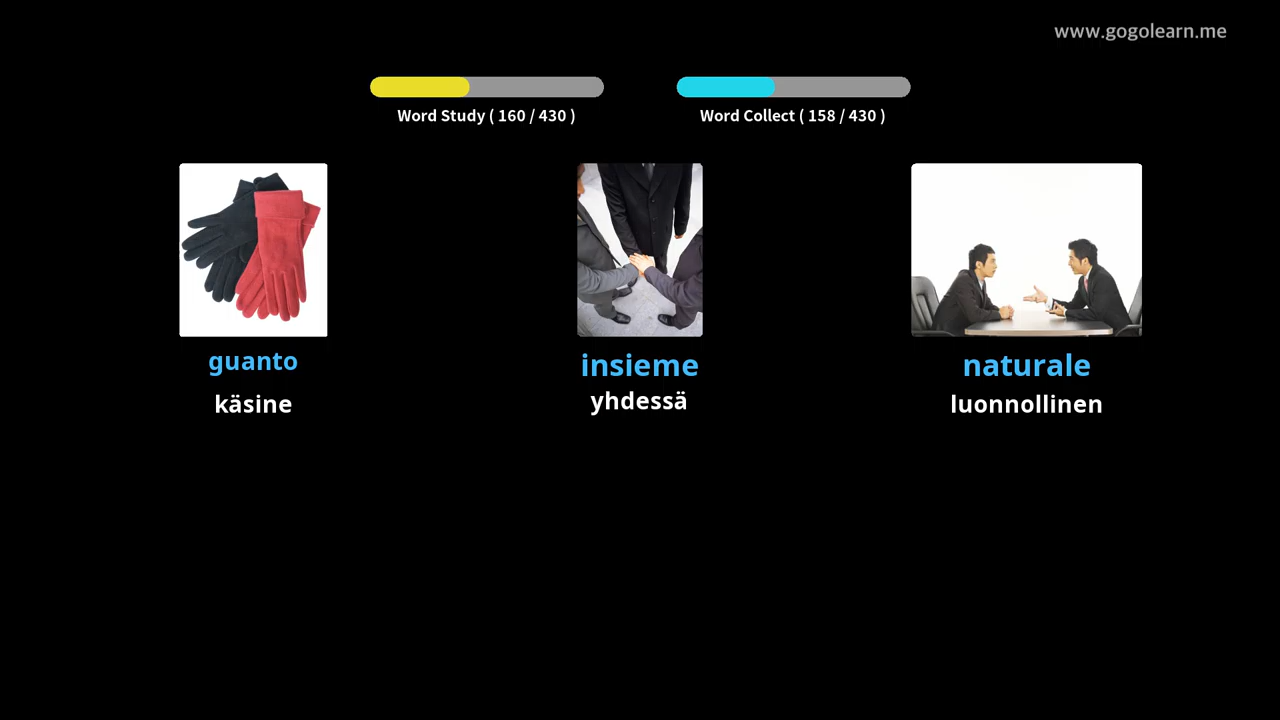 www.gogolearn.me
Word Study ( 160 / 430 )
Word Collect ( 158 / 430 )
guanto
käsine
insieme
yhdessä
naturale
luonnollinen